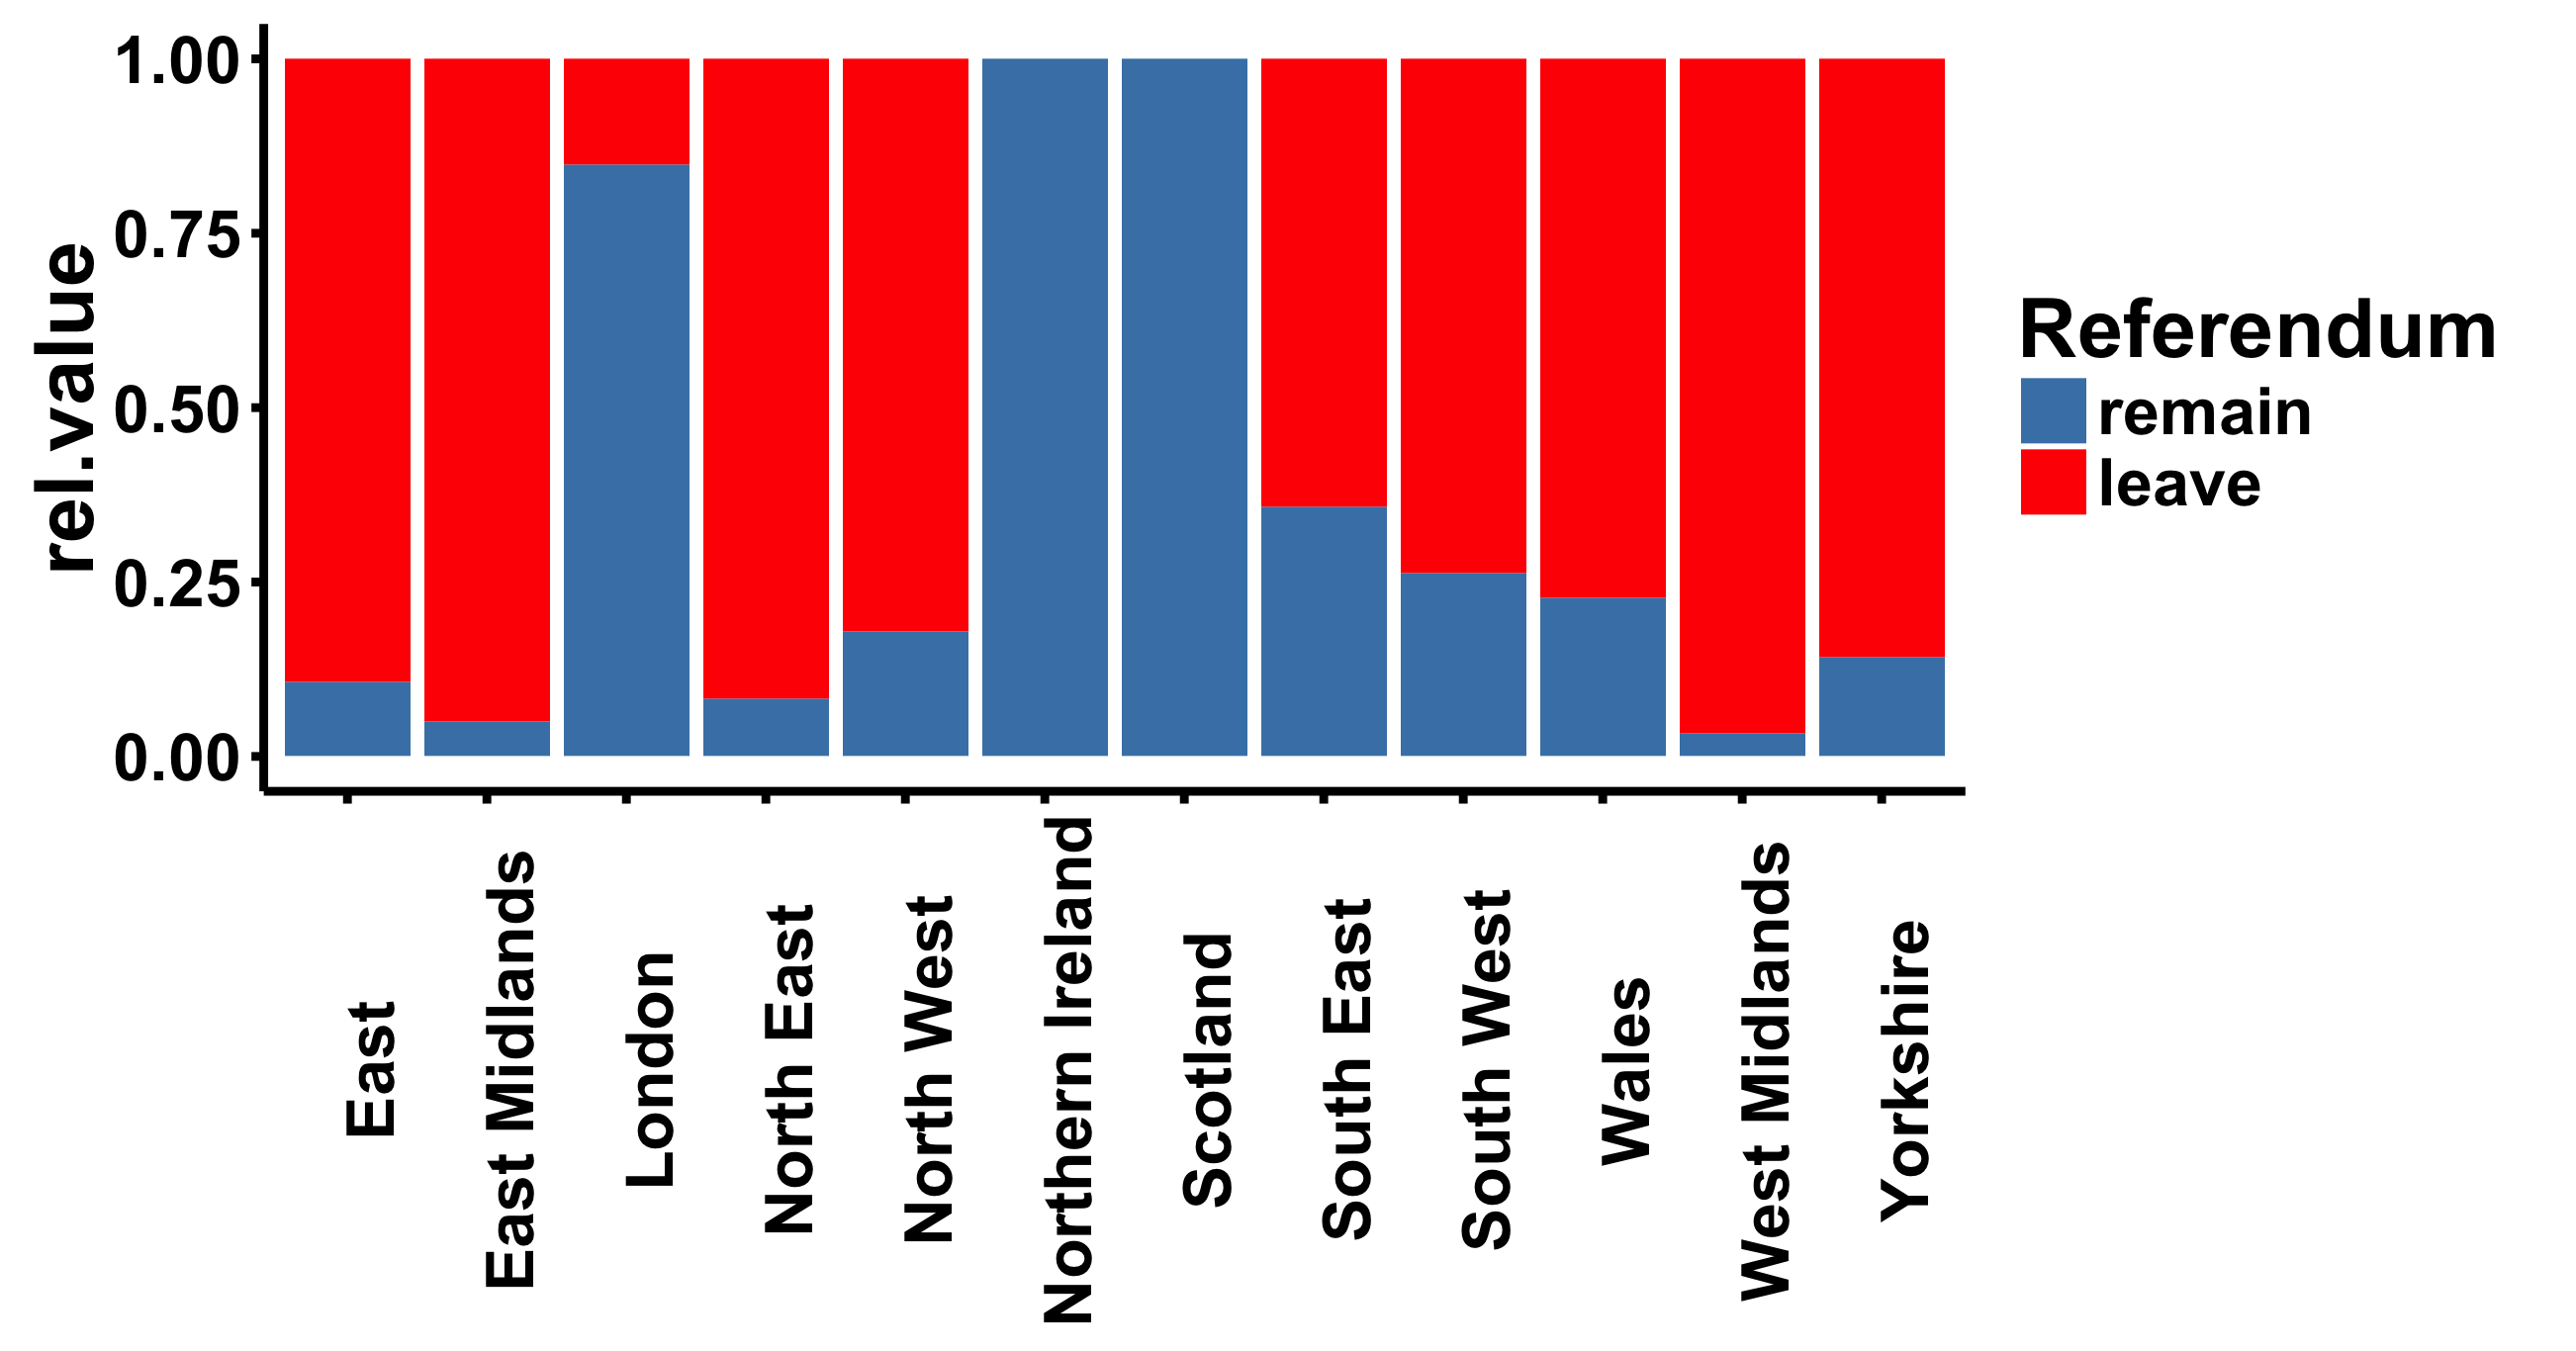 rel.value
1.00
0.75
0.50
0.25
0.00
East
East Midlands
London
North East
North West
Northern Ireland
Scotland
South East
South West
Wales
West Midlands
Yorkshire
Referendum
remain
leave